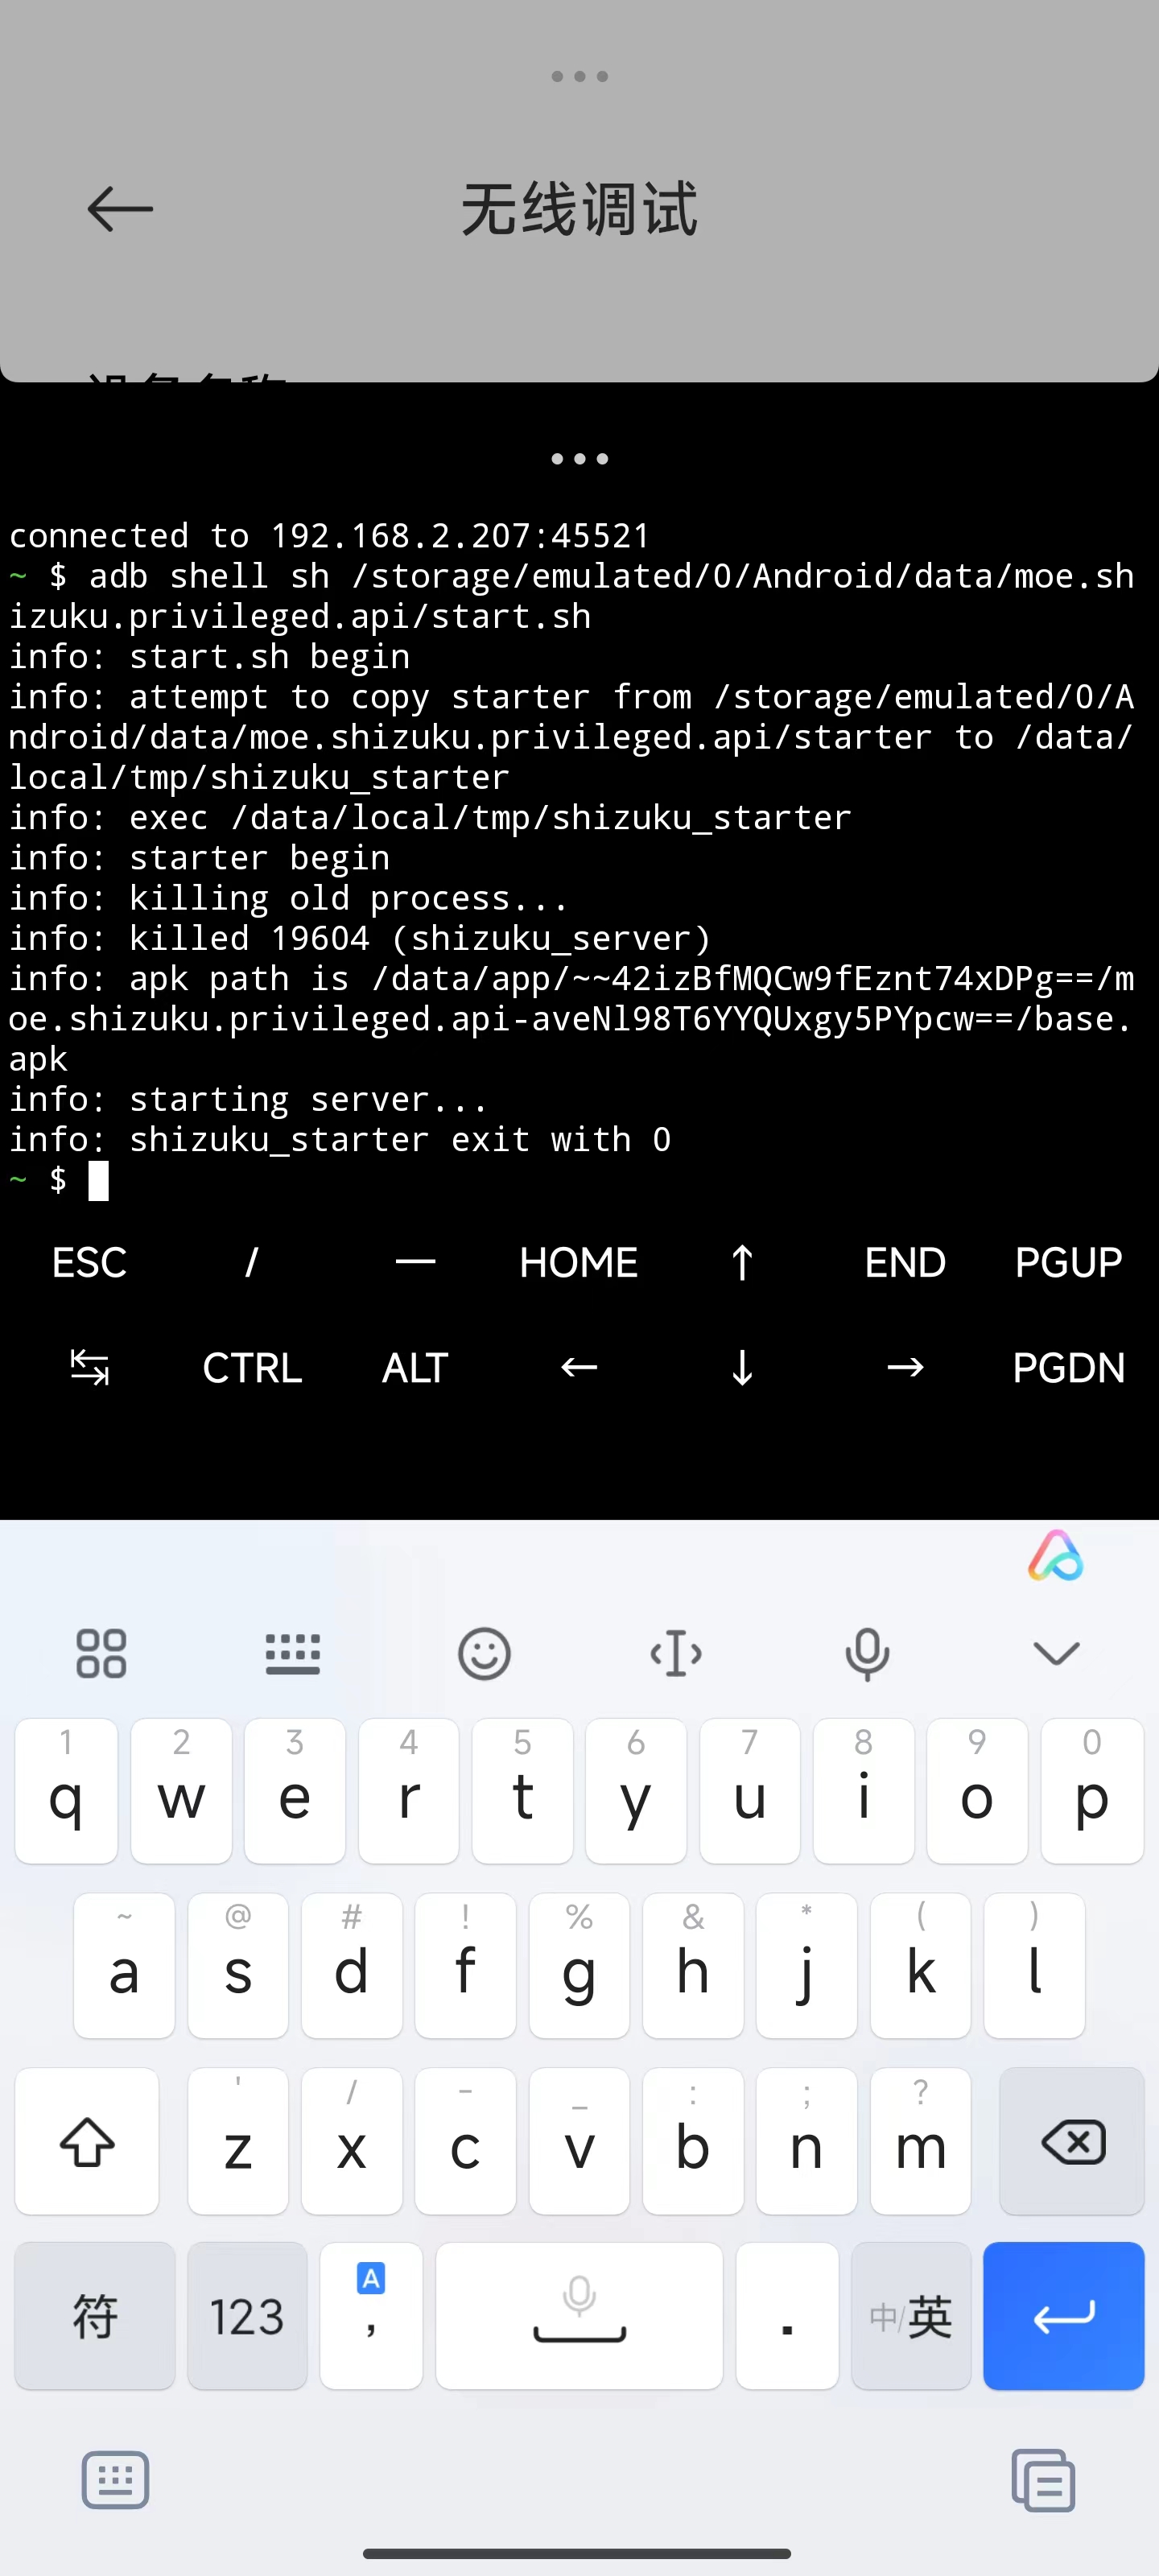 无线调试
connected to 192.168.2.207:45521
~ $ adb shell sh /storage/emulated/0/Android/data/moe.sh
izuku.privileged.api/start.sh
info: start.sh begin
info: attempt to copy starter from /storage/emulated/0/A
ndroid/data/moe.shizuku.privileged.api/starter to /data/
local/tmp/shizuku_starter
info: exec /data/local/tmp/shizuku_starter
info: starter begin
info: killing old process...
info: killed 19604 (shizuku_server)
info: apk path is /data/app/~~42izBfMQCw9fEznt74xDPg==/m
oe.shizuku.privileged.api-aveNl98T6YYQUxgy5PYpcw==/base.
apk
info: starting server...
info: shizuku_starter exit with 0
~ $
ESC / — HOME ↑ END PGUP
↹ CTRL ALT ← ↓ → PGDN
1 2 3 4 5 6 7 8 9 0
q w e r t y u i o p
~ @ # ! % & * ( )
a s d f g h j k l
' / - _ : ; ?
z x c v b n m
A
符 123 , . 中/英